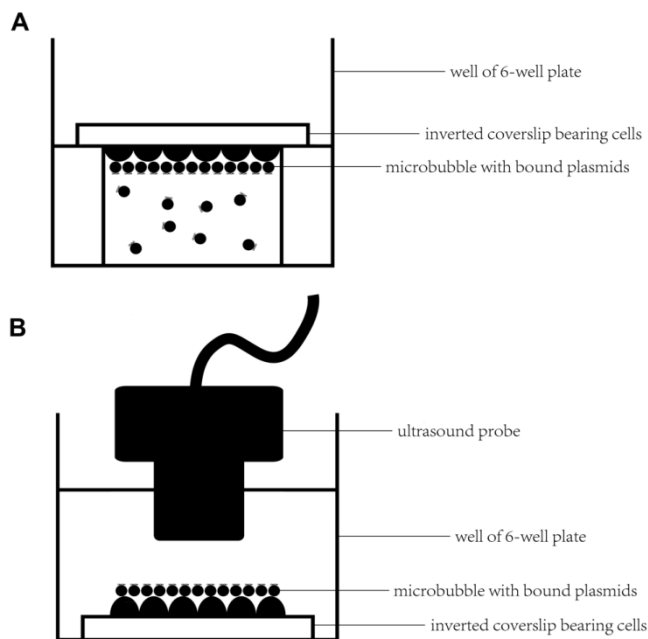 A
well of 6-well plate
inverted coverslip bearing cells
microbubble with bound plasmids
B
ultrasound probe
well of 6-well plate
microbubble with bound plasmids
inverted coverslip bearing cells